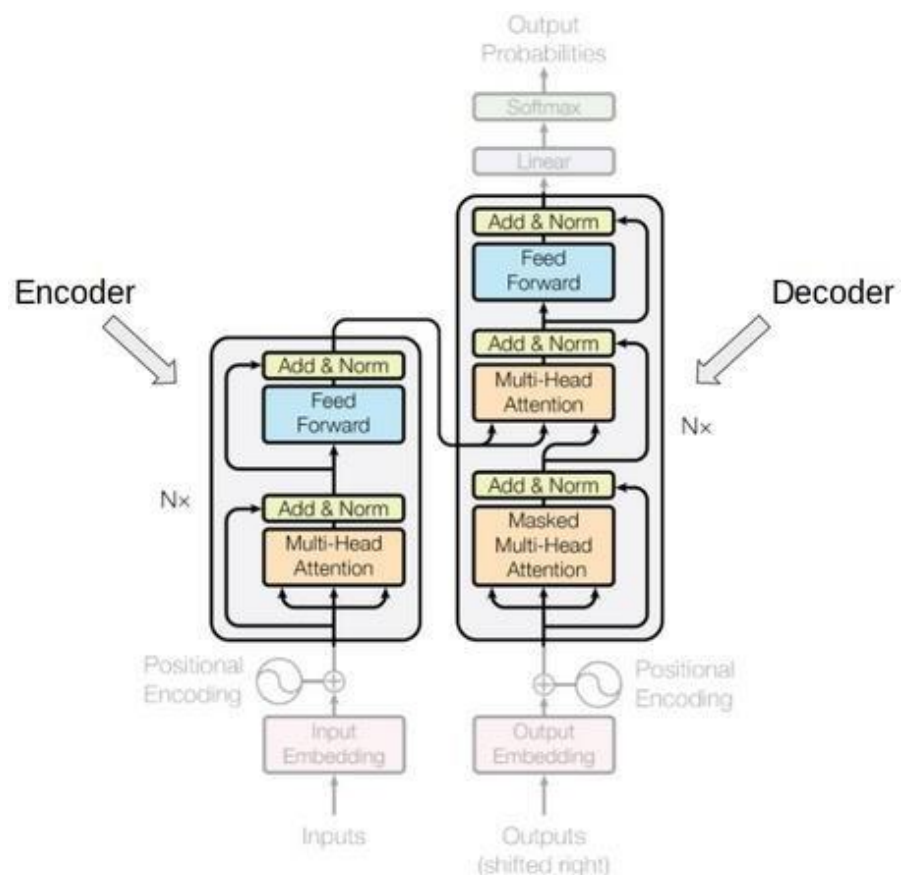 Output
Probabilities
Softmax
Linear
Add & Norm
Feed
Forward
Add & Norm
Multi-Head
Attention
Add & Norm
Masked
Multi-Head
Attention
Nx
Decoder
Encoder
Add & Norm
Feed
Forward
Add & Norm
Multi-Head
Attention
Nx
Positional
Encoding
Input
Embedding
Inputs
Positional
Encoding
Output
Embedding
Outputs
(shifted right)